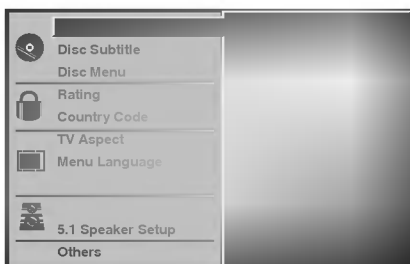 Disc Subtitle
Disc Menu
Rating
Country Code
TV Aspect
Menu Language
5.1 Speaker Setup
Others